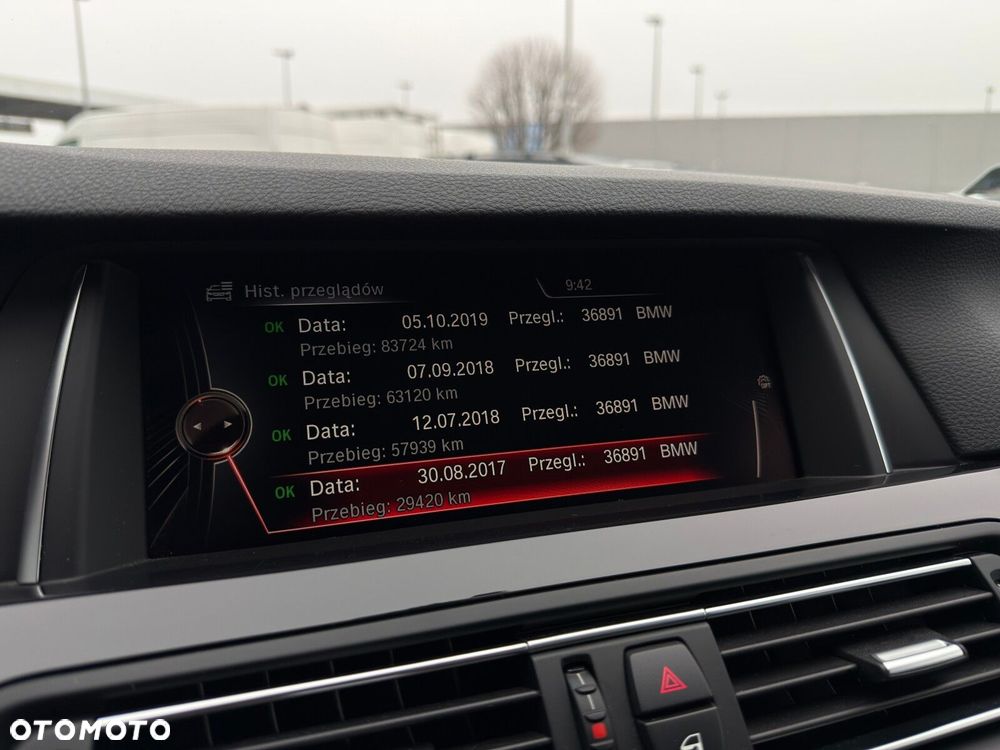 Hist. przeglądów 9:42
OK Data: 05.10.2019 Przegl.: 36891 BMW
Przebieg: 83724 km
OK Data: 07.09.2018 Przegl.: 36891 BMW
Przebieg: 63120 km
OK Data: 12.07.2018 Przegl.: 36891 BMW
Przebieg: 57939 km
OK Data: 30.08.2017 Przegl.: 36891 BMW
Przebieg: 29420 km
OTOMOTO